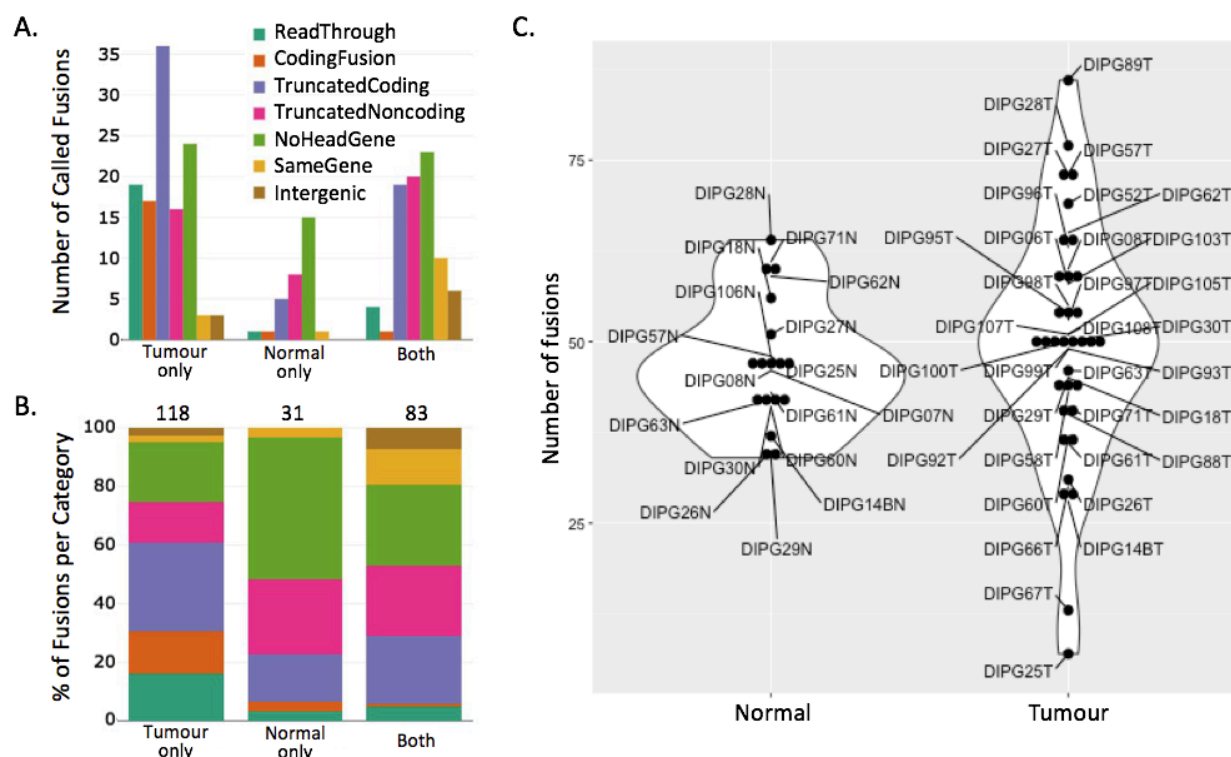 A.
Number of Called Fusions
35
30
25
20
15
10
5
0
ReadThrough
CodingFusion
TruncatedCoding
TruncatedNoncoding
NoHeadGene
SameGene
Intergenic
Tumour only
Normal only
Both
B.
% of Fusions per Category
118
31
83
100
80
60
40
20
0
Tumour only
Normal only
Both
C.
Number of fusions
75
50
25
DIPG28N
DIPG18N
DIPG71N
DIPG62N
DIPG106N
DIPG27N
DIPG57N
DIPG25N
DIPG08N
DIPG07N
DIPG61N
DIPG63N
DIPG30N
DIPG60N
DIPG26N
DIPG14BN
DIPG29N
Normal
DIPG89T
DIPG28T
DIPG27T
DIPG57T
DIPG96T
DIPG52T
DIPG62T
DIPG95T
DIPG06T
DIPG08T
DIPG103T
DIPG98T
DIPG97T
DIPG105T
DIPG107T
DIPG108T
DIPG30T
DIPG100T
DIPG99T
DIPG63T
DIPG93T
DIPG29T
DIPG71T
DIPG18T
DIPG92T
DIPG58T
DIPG61T
DIPG88T
DIPG60T
DIPG26T
DIPG66T
DIPG14BT
DIPG67T
DIPG25T
Tumour